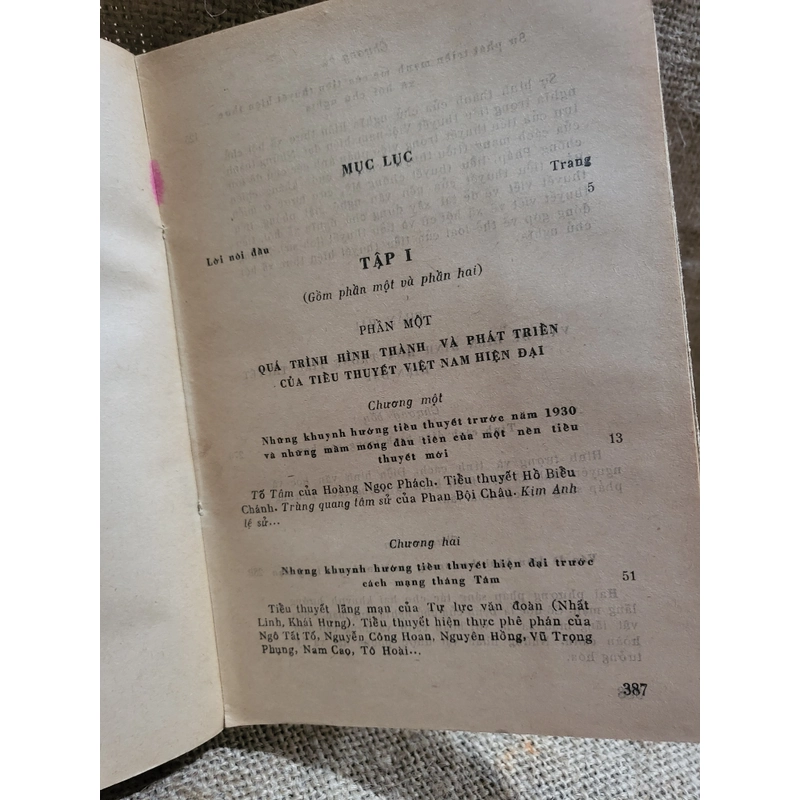 MỤC LỤC
Trang
5
Lời nói đầu
TẬP I
(Gồm phần một và phần hai)
PHẦN MỘT
QUÁ TRÌNH HÌNH THÀNH VÀ PHÁT TRIỂN
CỦA TIỂU THUYẾT VIỆT NAM HIỆN ĐẠI
Chương một
Những khuynh hướng tiểu thuyết trước năm 1930
và những mầm mống đầu tiên của một nền tiểu
thuyết mới
13
Tố Tâm của Hoàng Ngọc Phách. Tiểu thuyết Hồ Biểu
Chánh. Trùng quang tâm sử của Phan Bội Châu. Kim Anh
lệ sử...
Chương hai
Những khuynh hướng tiểu thuyết hiện đại trước
cách mạng tháng Tám
51
Tiểu thuyết lãng mạn của Tự lực văn đoàn (Nhất
Linh, Khái Hưng). Tiểu thuyết hiện thực phê phán của
Ngô Tất Tố, Nguyễn Công Hoan, Nguyên Hồng, Vũ Trọng
Phụng, Nam Cao, Tô Hoài...
387